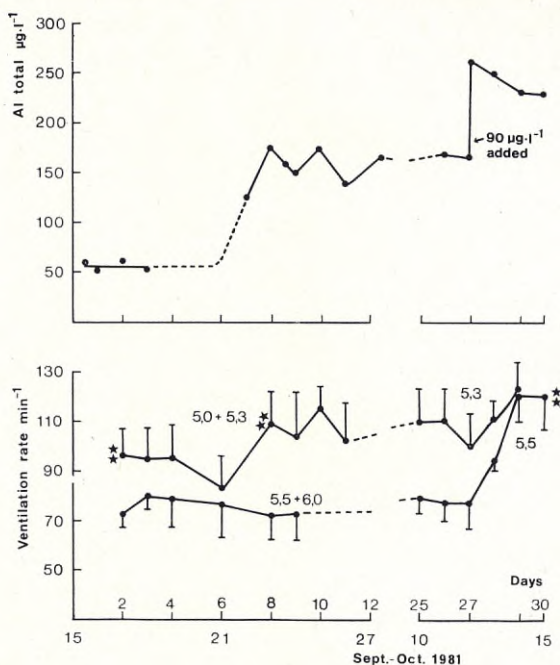 Al total µg·l⁻¹
300
250
200
150
100
50
90 µg·l⁻¹
added
Ventilation rate min⁻¹
130
110
90
70
50
5,0 + 5,3
5,5 + 6,0
5,3
5,5
Days
2 4 6 8 10 12 25 27 30
15 21 27 10 15
Sept.-Oct. 1981